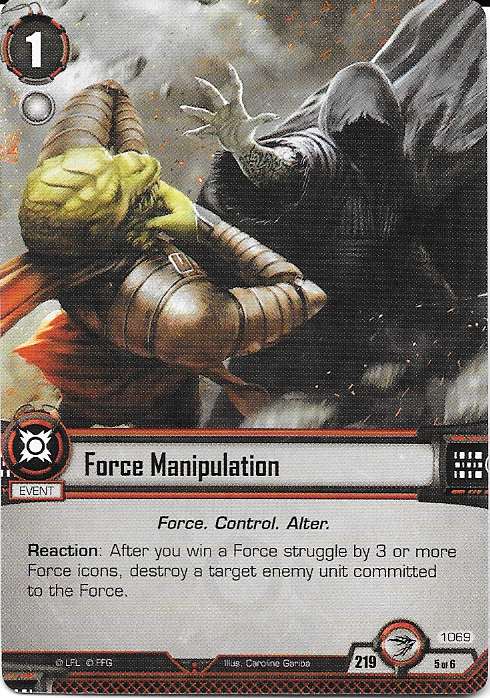 1
Force Manipulation
EVENT
Force. Control. Alter.
Reaction: After you win a Force struggle by 3 or more
Force icons, destroy a target enemy unit committed
to the Force.
1069
© LFL © FFG
Illus. Caroline Gariba
219
5 of 6